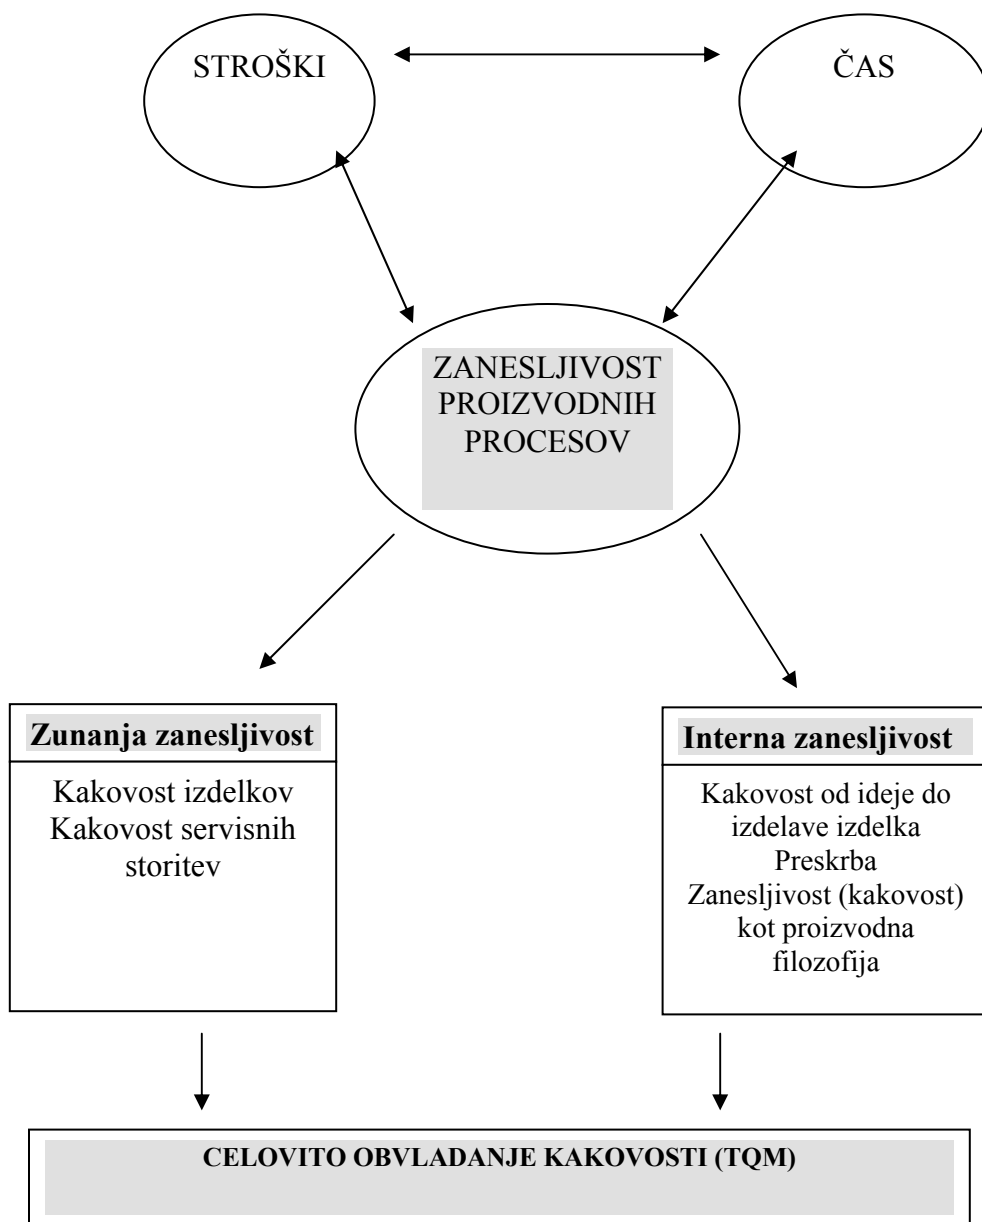 STROŠKI
ČAS
ZANESLJIVOST
PROIZVODNIH
PROCESOV
Zunanja zanesljivost
Kakovost izdelkov
Kakovost servisnih
storitev
Interna zanesljivost
Kakovost od ideje do
izdelave izdelka
Preskrba
Zanesljivost (kakovost)
kot proizvodna
filozofija
CELOVITO OBVLADANJE KAKOVOSTI (TQM)